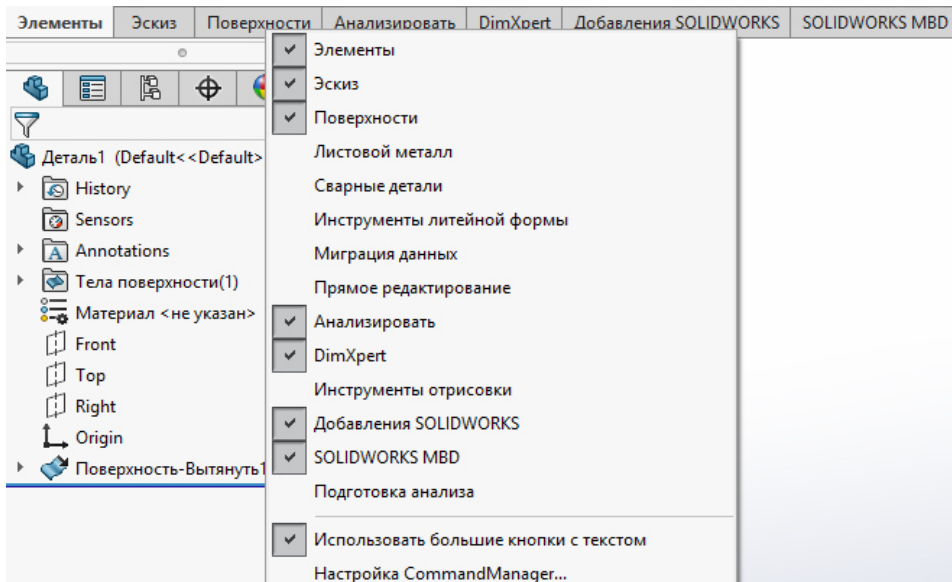 Элементы Эскиз Поверхности Анализировать DimXpert Добавления SOLIDWORKS SOLIDWORKS MBD
Элементы
Эскиз
Поверхности
Листовой металл
Сварные детали
Инструменты литейной формы
Миграция данных
Прямое редактирование
Анализировать
DimXpert
Инструменты отрисовки
Добавления SOLIDWORKS
SOLIDWORKS MBD
Подготовка анализа
Использовать большие кнопки с текстом
Настройка CommandManager...
Деталь1 (Default<<Default>
History
Sensors
Annotations
Тела поверхности(1)
Материал <не указан>
Front
Top
Right
Origin
Поверхность-Вытянуть1